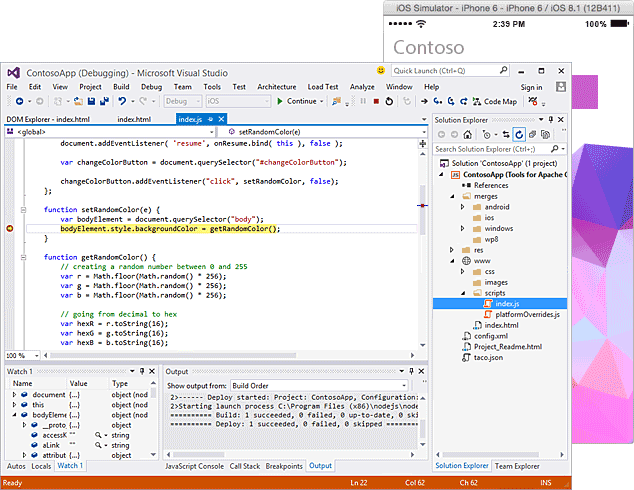 iOS Simulator - iPhone 6 - iPhone 6 / iOS 8.1 (12B411)
2:39 PM
100%
Contoso
ContosoApp (Debugging) - Microsoft Visual Studio
Quick Launch (Ctrl+Q)
File Edit View Project Build Debug Team Tools Test Architecture Load Test Analyze Window Help
Sign in
Debug
iOS
Continue
Code Map
DOM Explorer - index.html
index.html
index.js
<global>
setRandomColor(e)
document.addEventListener( 'resume', onResume.bind( this ), false );
var changeColorButton = document.querySelector("#changeColorButton");
changeColorButton.addEventListener("click", setRandomColor, false);
};
function setRandomColor(e) {
var bodyElement = document.querySelector("body");
bodyElement.style.backgroundColor = getRandomColor();
}
function getRandomColor() {
// creating a random number between 0 and 255
var r = Math.floor(Math.random() * 256);
var g = Math.floor(Math.random() * 256);
var b = Math.floor(Math.random() * 256);
// going from decimal to hex
var hexR = r.toString(16);
var hexG = g.toString(16);
var hexB = b.toString(16);
100 %
Solution Explorer
Search Solution Explorer (Ctrl+;)
Solution 'ContosoApp' (1 project)
ContosoApp (Tools for Apache C
References
merges
android
ios
windows
wp8
res
www
css
images
scripts
index.js
platformOverrides.js
index.html
config.xml
Project_Readme.html
taco.json
Solution Explorer
Team Explorer
Watch 1
Name Value Type
document {...} object (nod
this {...} object
bodyEleme {...} object (nod
__proto_ {...} object
accessK "" string
aLink "" string
attribut {...} object
Autos Locals Watch 1
Output
Show output from: Build Order
2>------ Deploy started: Project: ContosoApp, Configuration:
2>Starting launch process C:\Program Files (x86)\nodejs\node
========== Build: 1 succeeded, 0 failed, 0 up-to-date, 0 ski
========== Deploy: 1 succeeded, 0 failed, 0 skipped ========
JavaScript Console Call Stack Breakpoints Output
Ln 22
Col 62
Ch 62
INS